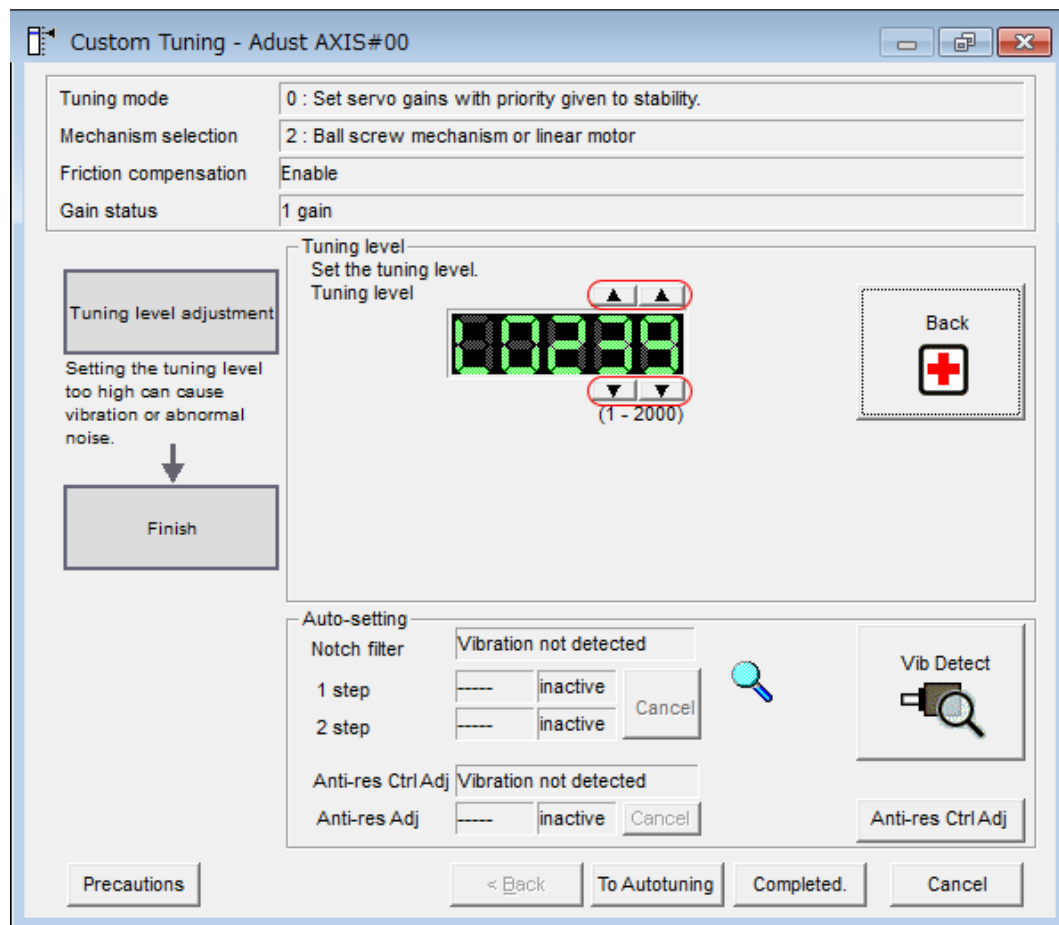 Custom Tuning - Adust AXIS#00
Tuning mode 0 : Set servo gains with priority given to stability.
Mechanism selection 2 : Ball screw mechanism or linear motor
Friction compensation Enable
Gain status 1 gain
Tuning level adjustment
Setting the tuning level
too high can cause
vibration or abnormal
noise.
Finish
Tuning level
Set the tuning level.
Tuning level
L0239
(1 - 2000)
Back
Auto-setting
Notch filter Vibration not detected
1 step ----- inactive
2 step ----- inactive
Cancel
Anti-res Ctrl Adj Vibration not detected
Anti-res Adj ----- inactive Cancel
Vib Detect
Anti-res Ctrl Adj
Precautions < Back To Autotuning Completed. Cancel